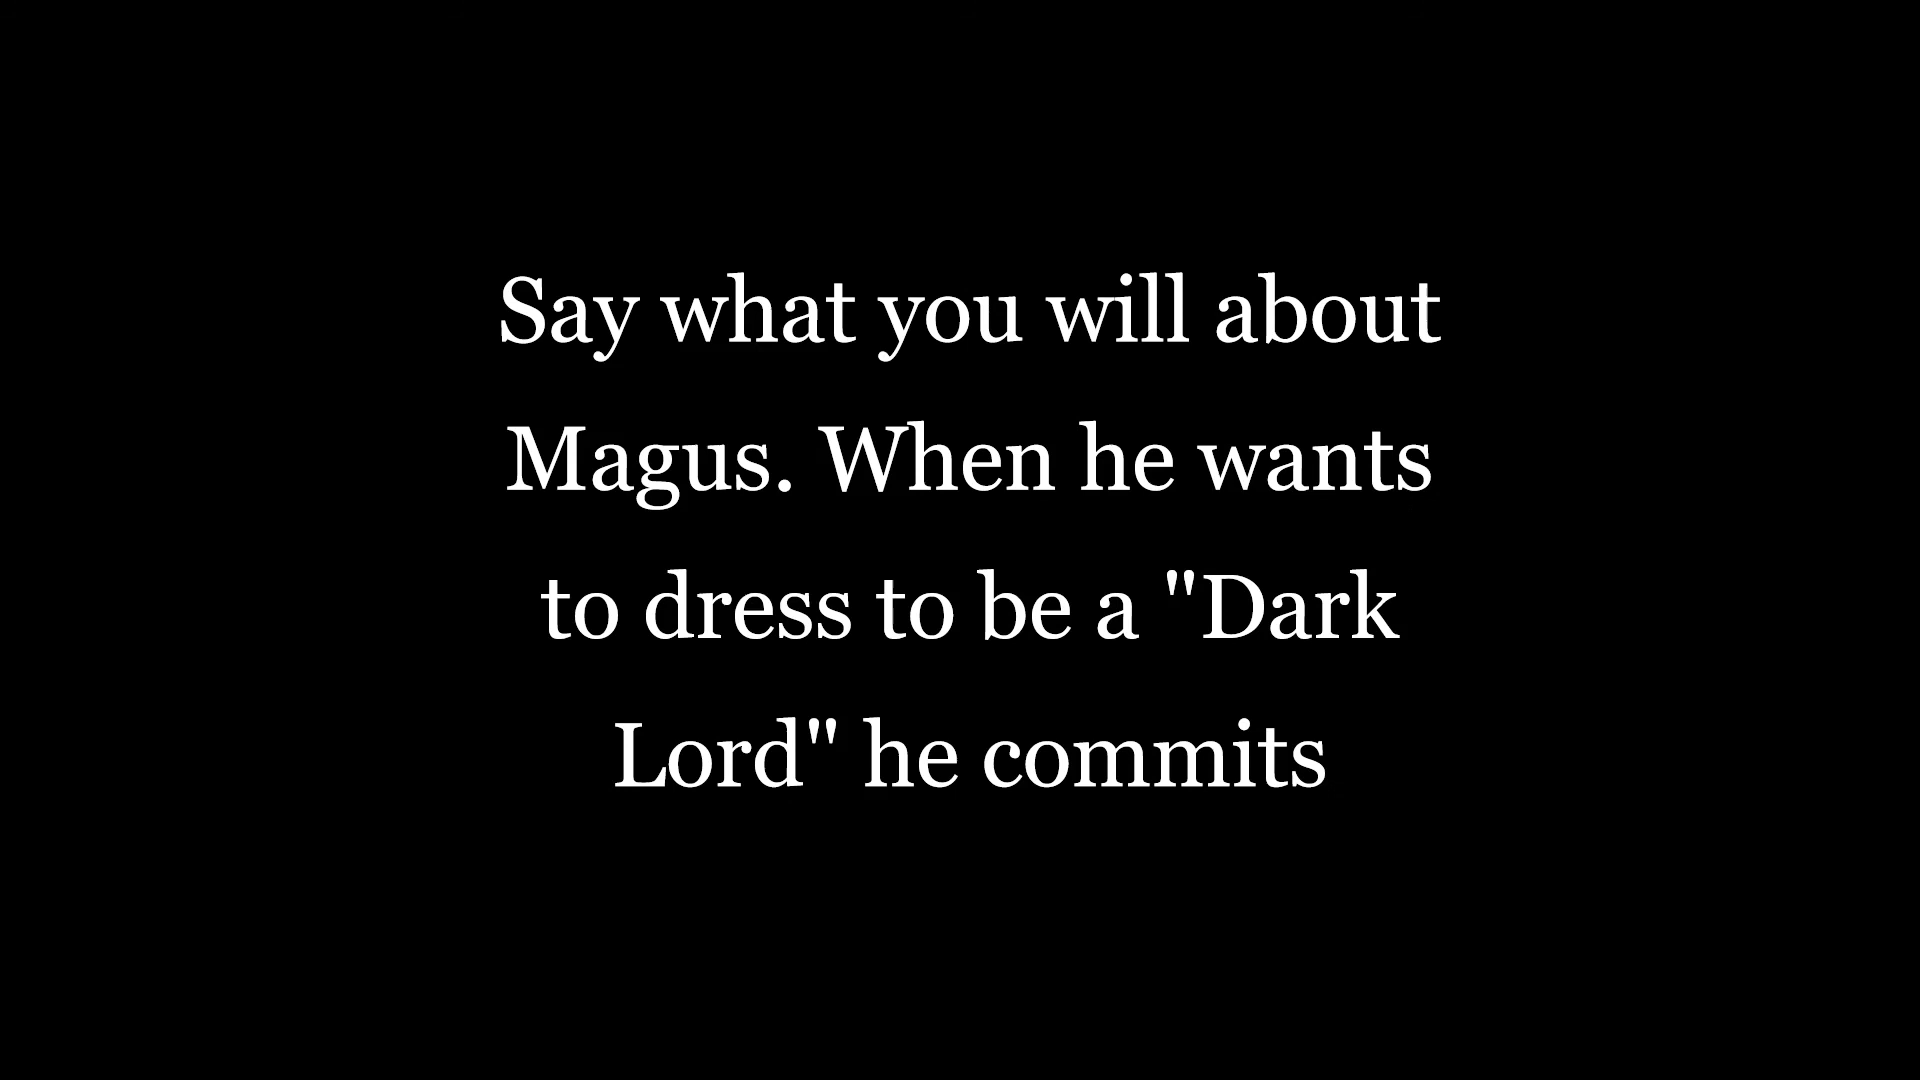 Say what you will about
Magus. When he wants
to dress to be a "Dark
Lord" he commits